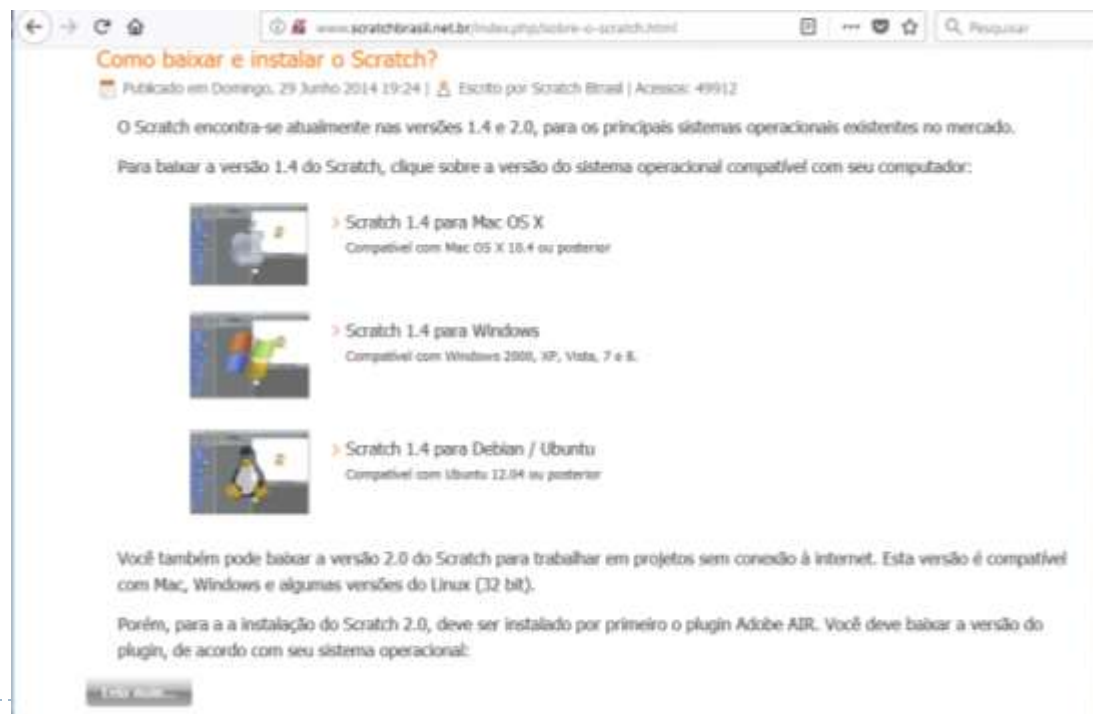 www.scratchbrasil.net.br/index.php/sobre-o-scratch.html
Pesquisar
Como baixar e instalar o Scratch?
Publicado em Domingo, 29 Junho 2014 19:24 | Escrito por Scratch Brasil | Acessos: 49912
O Scratch encontra-se atualmente nas versões 1.4 e 2.0, para os principais sistemas operacionais existentes no mercado.
Para baixar a versão 1.4 do Scratch, clique sobre a versão do sistema operacional compatível com seu computador:
Scratch 1.4 para Mac OS X
Compatível com Mac OS X 10.4 ou posterior
Scratch 1.4 para Windows
Compatível com Windows 2000, XP, Vista, 7 e 8.
Scratch 1.4 para Debian / Ubuntu
Compatível com Ubuntu 12.04 ou posterior
Você também pode baixar a versão 2.0 do Scratch para trabalhar em projetos sem conexão à internet. Esta versão é compatível
com Mac, Windows e algumas versões do Linux (32 bit).
Porém, para a a instalação do Scratch 2.0, deve ser instalado por primeiro o plugin Adobe AIR. Você deve baixar a versão do
plugin, de acordo com seu sistema operacional:
Leia mais...